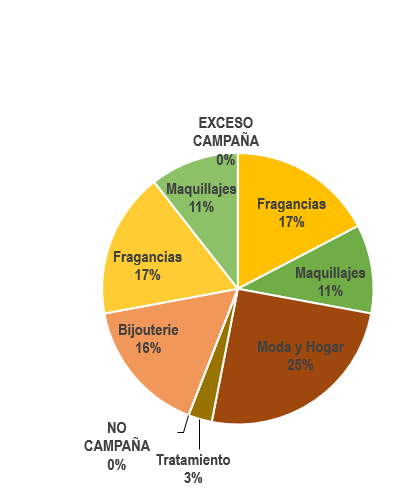 EXCESO
CAMPAÑA
0%
Maquillajes
11%
Fragancias
17%
Fragancias
17%
Maquillajes
11%
Bijouterie
16%
Moda y Hogar
25%
NO
CAMPAÑA
0%
Tratamiento
3%